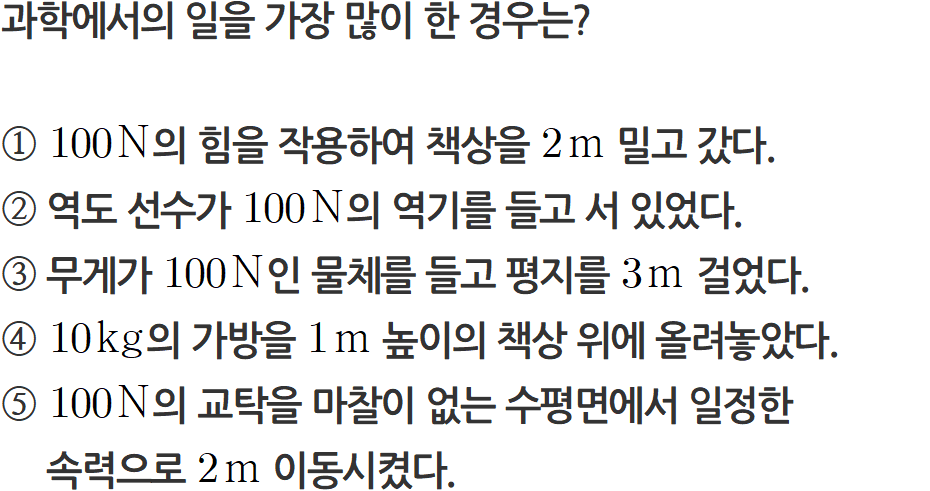 과학에서의 일을 가장 많이 한 경우는?
① 100N의 힘을 작용하여 책상을 2m 밀고 갔다.
② 역도 선수가 100N의 역기를 들고 서 있었다.
③ 무게가 100N인 물체를 들고 평지를 3m 걸었다.
④ 10kg의 가방을 1m 높이의 책상 위에 올려놓았다.
⑤ 100N의 교탁을 마찰이 없는 수평면에서 일정한
속력으로 2m 이동시켰다.